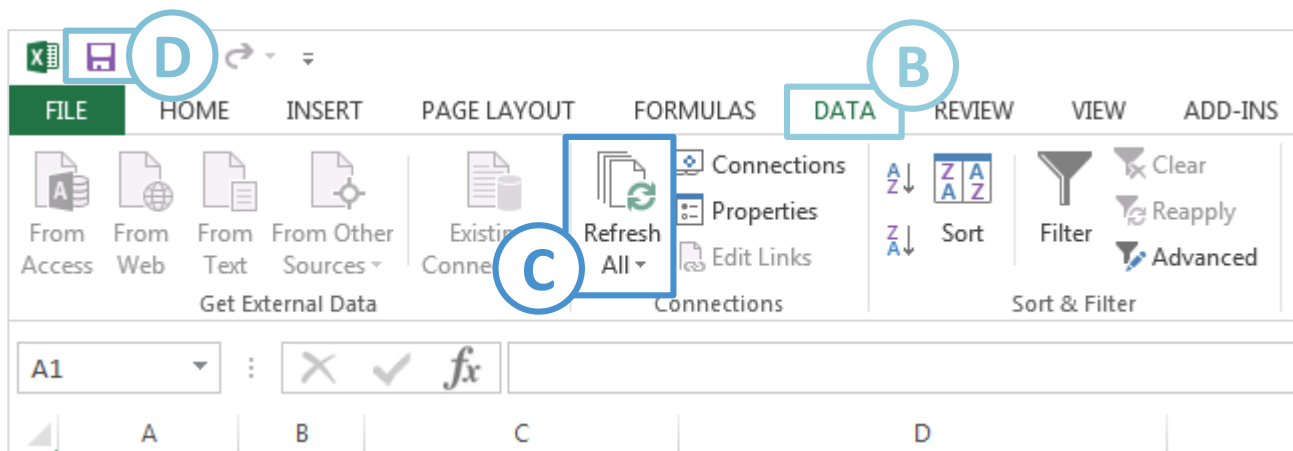 D
B
FILE HOME INSERT PAGE LAYOUT FORMULAS DATA REVIEW VIEW ADD-INS
Connections Clear
From From From From Other Refresh Properties Sort Filter Reapply
Access Web Text Sources All Edit Links Advanced
C
Get External Data Connections Sort & Filter
A1 fx
A B C D